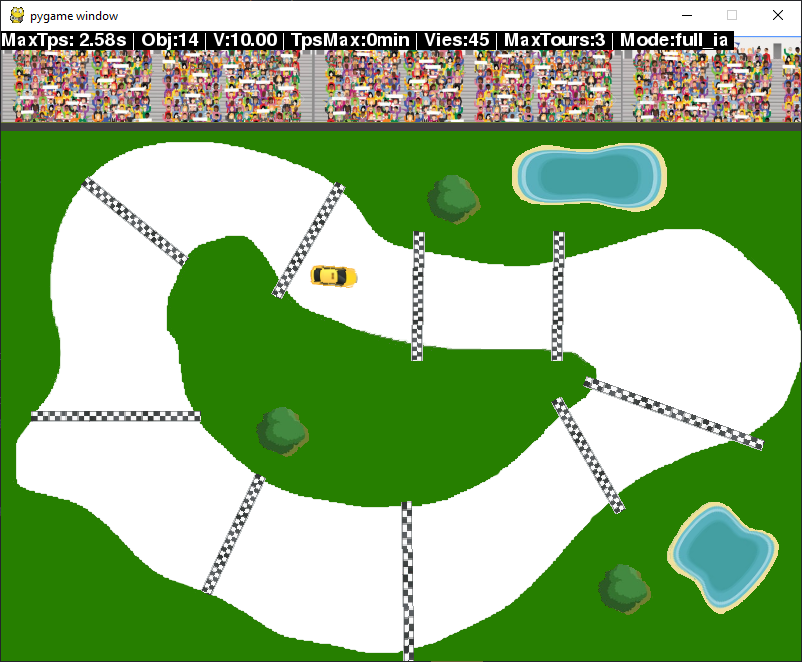 pygame window
MaxTps: 2.58s | Obj:14 | V:10.00 | TpsMax:0min | Vies:45 | MaxTours:3 | Mode:full_ia